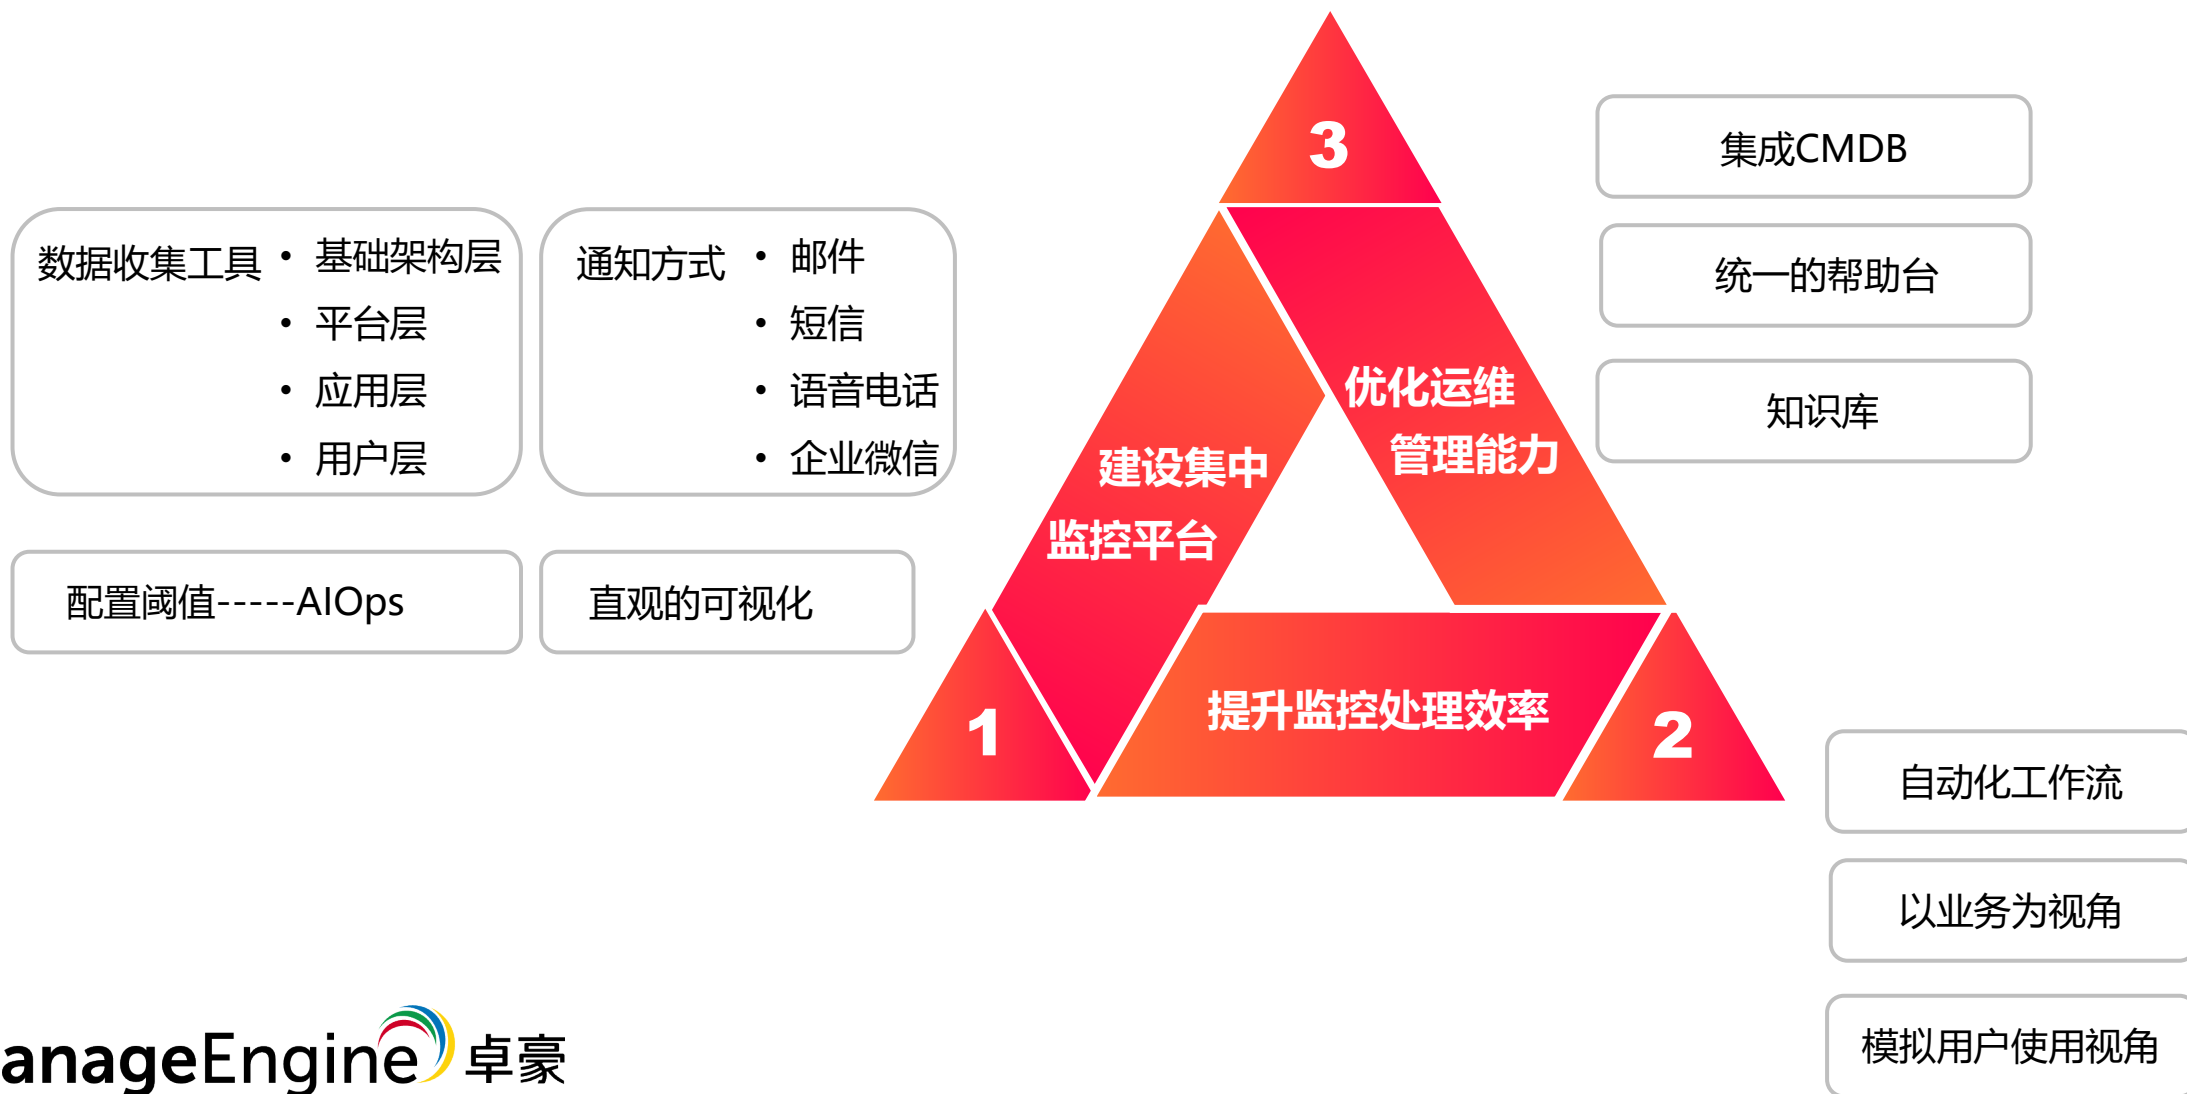 数据收集工具
• 基础架构层
• 平台层
• 应用层
• 用户层
通知方式
• 邮件
• 短信
• 语音电话
• 企业微信
配置阈值-----AIOps
直观的可视化
3
优化运维
管理能力
建设集中
监控平台
1
提升监控处理效率
2
集成CMDB
统一的帮助台
知识库
自动化工作流
以业务为视角
模拟用户使用视角
anageEngine 卓豪